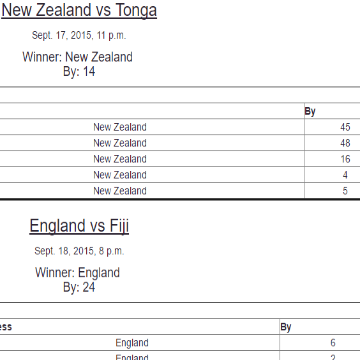 New Zealand vs Tonga
Sept. 17, 2015, 11 p.m.
Winner: New Zealand
By: 14
By
New Zealand 45
New Zealand 48
New Zealand 16
New Zealand 4
New Zealand 5
England vs Fiji
Sept. 18, 2015, 8 p.m.
Winner: England
By: 24
ess By
England 6
England 2